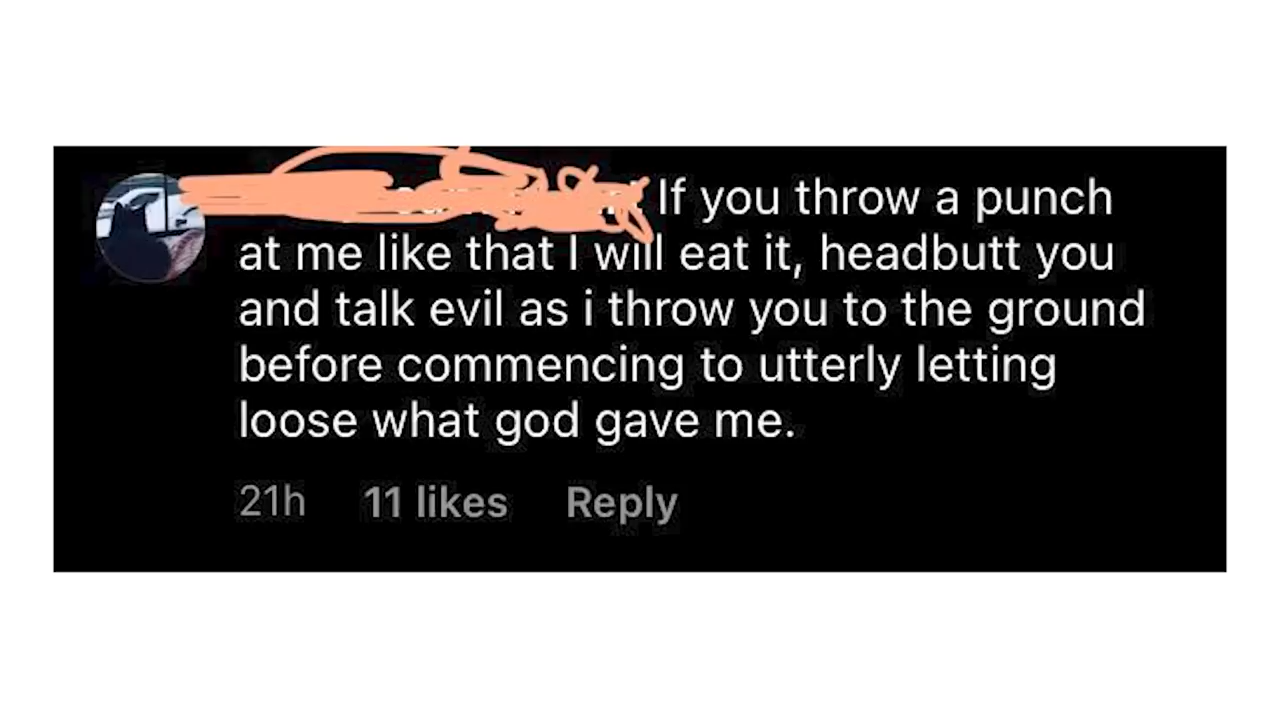 If you throw a punch
at me like that I will eat it, headbutt you
and talk evil as i throw you to the ground
before commencing to utterly letting
loose what god gave me.
21h 11 likes Reply